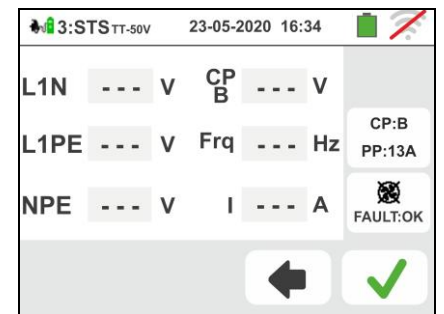 3:STS TT-50V 23-05-2020 16:34
L1N - - - V CP B - - - V
L1PE - - - V Frq - - - Hz
NPE - - - V I - - - A
CP:B
PP:13A
FAULT:OK